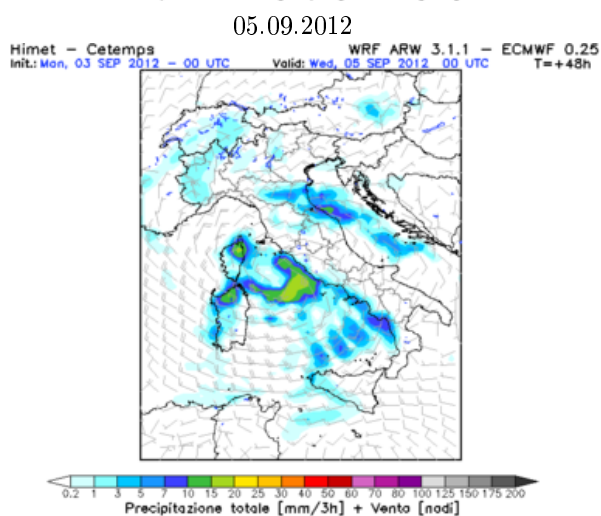 05.09.2012
Himet – Cetemps WRF ARW 3.1.1 – ECMWF 0.25
Init.: Mon, 03 SEP 2012 – 00 UTC Valid: Wed, 05 SEP 2012 00 UTC T=+48h
0.2 1 3 5 7 10 15 20 25 30 40 50 60 70 80 100 125 150 175 200
Precipitazione totale [mm/3h] + Vento [nodi]